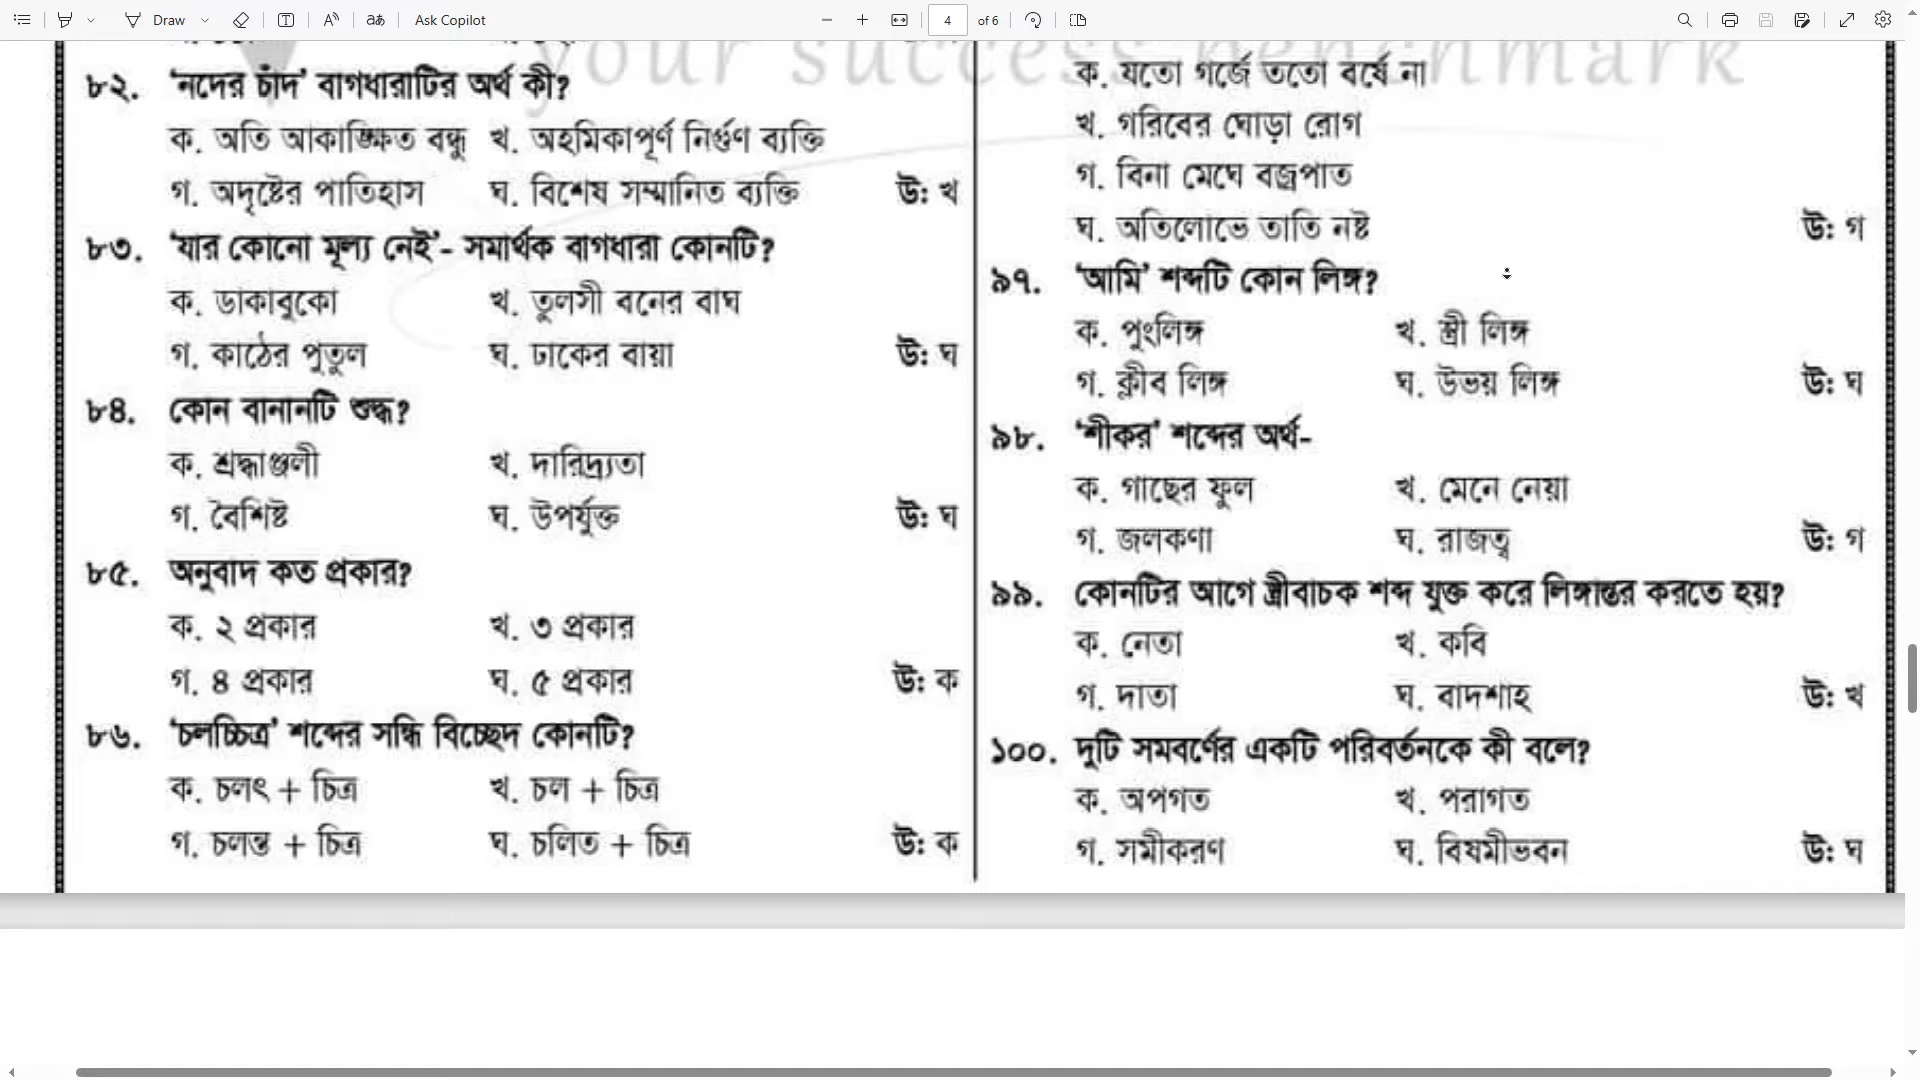 Draw
Ask Copilot
4 of 6
your success benchmark
৮২. ‘নদের চাঁদ’ বাগধারাটির অর্থ কী?
ক. অতি আকাঙ্ক্ষিত বন্ধু খ. অহমিকাপূর্ণ নির্গুণ ব্যক্তি
গ. অদৃষ্টের পাতিহাস ঘ. বিশেষ সম্মানিত ব্যক্তি উ: খ
৮৩. ‘যার কোনো মূল্য নেই’- সমার্থক বাগধারা কোনটি?
ক. ডাকাবুকো খ. তুলসী বনের বাঘ
গ. কাঠের পুতুল ঘ. ঢাকের বায়া উ: ঘ
৮৪. কোন বানানটি শুদ্ধ?
ক. শ্রদ্ধাঞ্জলী খ. দারিদ্র্যতা
গ. বৈশিষ্ট ঘ. উপর্যুক্ত উ: ঘ
৮৫. অনুবাদ কত প্রকার?
ক. ২ প্রকার খ. ৩ প্রকার
গ. ৪ প্রকার ঘ. ৫ প্রকার উ: ক
৮৬. ‘চলচ্চিত্র’ শব্দের সন্ধি বিচ্ছেদ কোনটি?
ক. চলৎ + চিত্র খ. চল + চিত্র
গ. চলন্ত + চিত্র ঘ. চলিত + চিত্র উ: ক
ক. যতো গর্জে ততো বর্ষে না
খ. গরিবের ঘোড়া রোগ
গ. বিনা মেঘে বজ্রপাত
ঘ. অতিলোভে তাতি নষ্ট উ: গ
৯৭. ‘আমি’ শব্দটি কোন লিঙ্গ?
ক. পুংলিঙ্গ খ. স্ত্রী লিঙ্গ
গ. ক্লীব লিঙ্গ ঘ. উভয় লিঙ্গ উ: ঘ
৯৮. ‘শীকর’ শব্দের অর্থ-
ক. গাছের ফুল খ. মেনে নেয়া
গ. জলকণা ঘ. রাজত্ব উ: গ
৯৯. কোনটির আগে স্ত্রীবাচক শব্দ যুক্ত করে লিঙ্গান্তর করতে হয়?
ক. নেতা খ. কবি
গ. দাতা ঘ. বাদশাহ উ: খ
১০০. দুটি সমবর্ণের একটি পরিবর্তনকে কী বলে?
ক. অপগত খ. পরাগত
গ. সমীকরণ ঘ. বিষমীভবন উ: ঘ